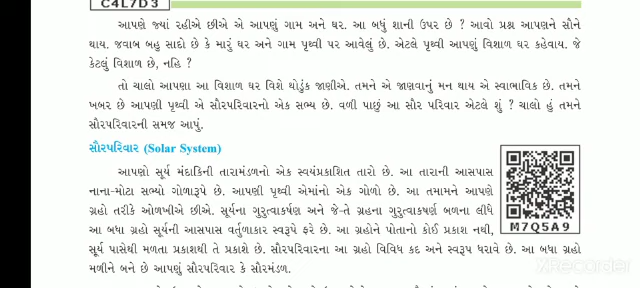 C4L7D3
આપણે જ્યાં રહીએ છીએ એ આપણું ગામ અને ઘર. આ બધું શાની ઉપર છે ? આવો પ્રશ્ન આપણને સૌને
થાય. જવાબ બહુ સાદો છે કે મારું ઘર અને ગામ પૃથ્વી પર આવેલું છે. એટલે પૃથ્વી આપણું વિશાળ ઘર કહેવાય. જે
કેટલું વિશાળ છે, નહિ ?
તો ચાલો આપણા આ વિશાળ ઘર વિશે થોડુંક જાણીએ. તમને એ જાણવાનું મન થાય એ સ્વાભાવિક છે. તમને
ખબર છે આપણી પૃથ્વી એ સૌરપરિવારનો એક સભ્ય છે. વળી પાછું આ સૌર પરિવાર એટલે શું ? ચાલો હું તમને
સૌરપરિવારની સમજ આપું.
સૌરપરિવાર (Solar System)
આપણો સૂર્ય મંદાકિની તારામંડળનો એક સ્વયંપ્રકાશિત તારો છે. આ તારાની આસપાસ
નાના-મોટા સભ્યો ગોળારૂપે છે. આપણી પૃથ્વી એમાંનો એક ગોળો છે. આ તમામને આપણે
ગ્રહો તરીકે ઓળખીએ છીએ. સૂર્યના ગુરુત્વાકર્ષણ અને જે-તે ગ્રહના ગુરુત્વાકર્ષણ બળના લીધે
આ બધા ગ્રહો સૂર્યની આસપાસ વર્તુળાકાર સ્વરૂપે ફરે છે. આ ગ્રહોને પોતાનો કોઈ પ્રકાશ નથી,
સૂર્ય પાસેથી મળતા પ્રકાશથી તે પ્રકાશે છે. સૌરપરિવારના આ ગ્રહો વિવિધ કદ અને સ્વરૂપ ધરાવે છે. આ બધા ગ્રહો
મળીને બને છે આપણું સૌરપરિવાર કે સૌરમંડળ.
M7Q5A9
XRecorder